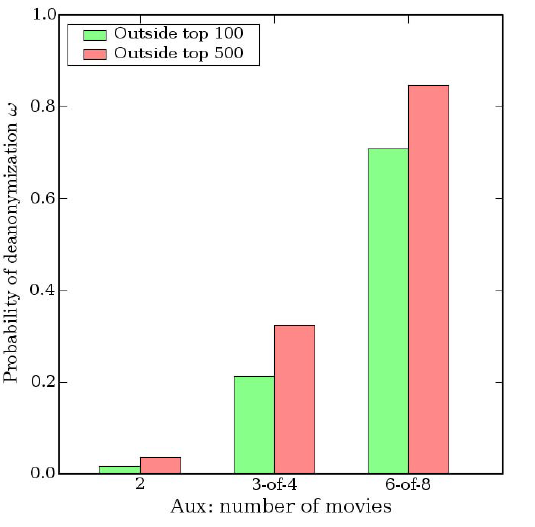 1.0
Outside top 100
Outside top 500
0.8
0.6
0.4
0.2
0.0
Probability of deanonymization ω
2 3-of-4 6-of-8
Aux: number of movies